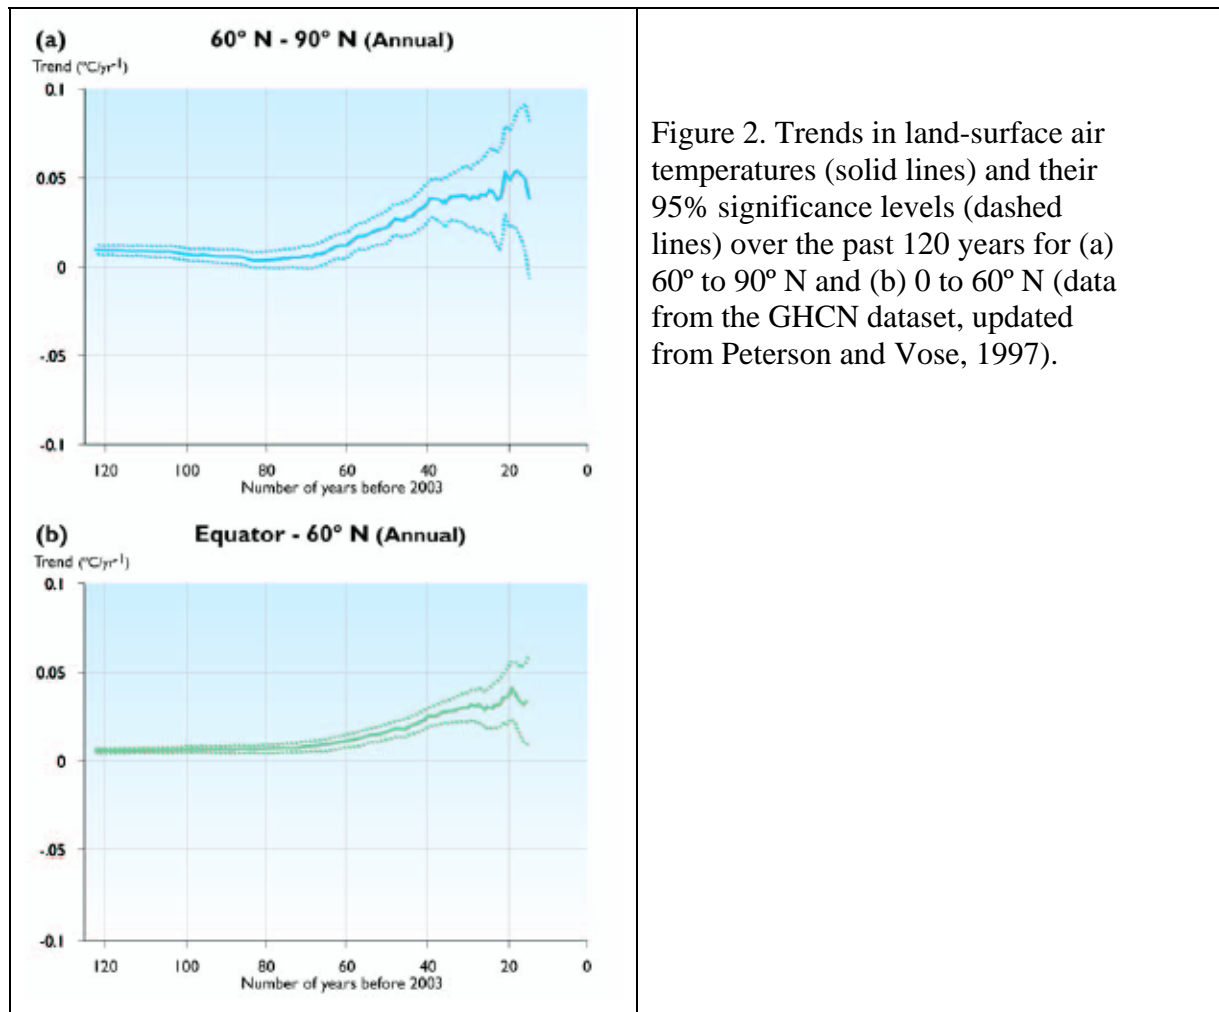 (a) 60° N - 90° N (Annual)
Trend (°C/yr⁻¹)
0.1
0.05
0
-.05
-0.1
120 100 80 60 40 20 0
Number of years before 2003
(b) Equator - 60° N (Annual)
Trend (°C/yr⁻¹)
0.1
0.05
0
-.05
-0.1
120 100 80 60 40 20 0
Number of years before 2003
Figure 2. Trends in land-surface air
temperatures (solid lines) and their
95% significance levels (dashed
lines) over the past 120 years for (a)
60º to 90º N and (b) 0 to 60º N (data
from the GHCN dataset, updated
from Peterson and Vose, 1997).